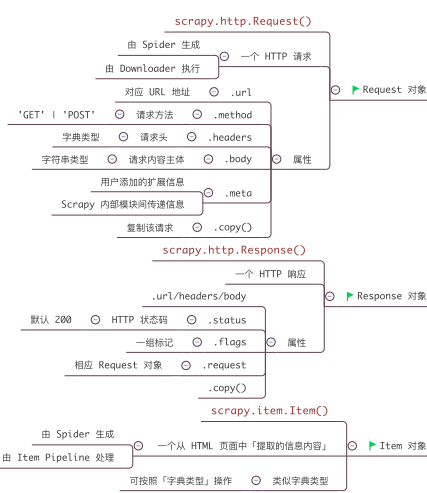 scrapy.http.Request()
由 Spider 生成
一个 HTTP 请求
由 Downloader 执行
Request 对象
对应 URL 地址 .url
'GET' | 'POST' 请求方法 .method
字典类型 请求头 .headers
字符串类型 请求内容主体 .body 属性
用户添加的扩展信息
.meta
Scrapy 内部模块间传递信息
复制该请求 .copy()
scrapy.http.Response()
一个 HTTP 响应
.url/headers/body Response 对象
默认 200 HTTP 状态码 .status
一组标记 .flags 属性
相应 Request 对象 .request
.copy()
scrapy.item.Item()
由 Spider 生成
一个从 HTML 页面中「提取的信息内容」 Item 对象
由 Item Pipeline 处理
可按照「字典类型」操作 类似字典类型